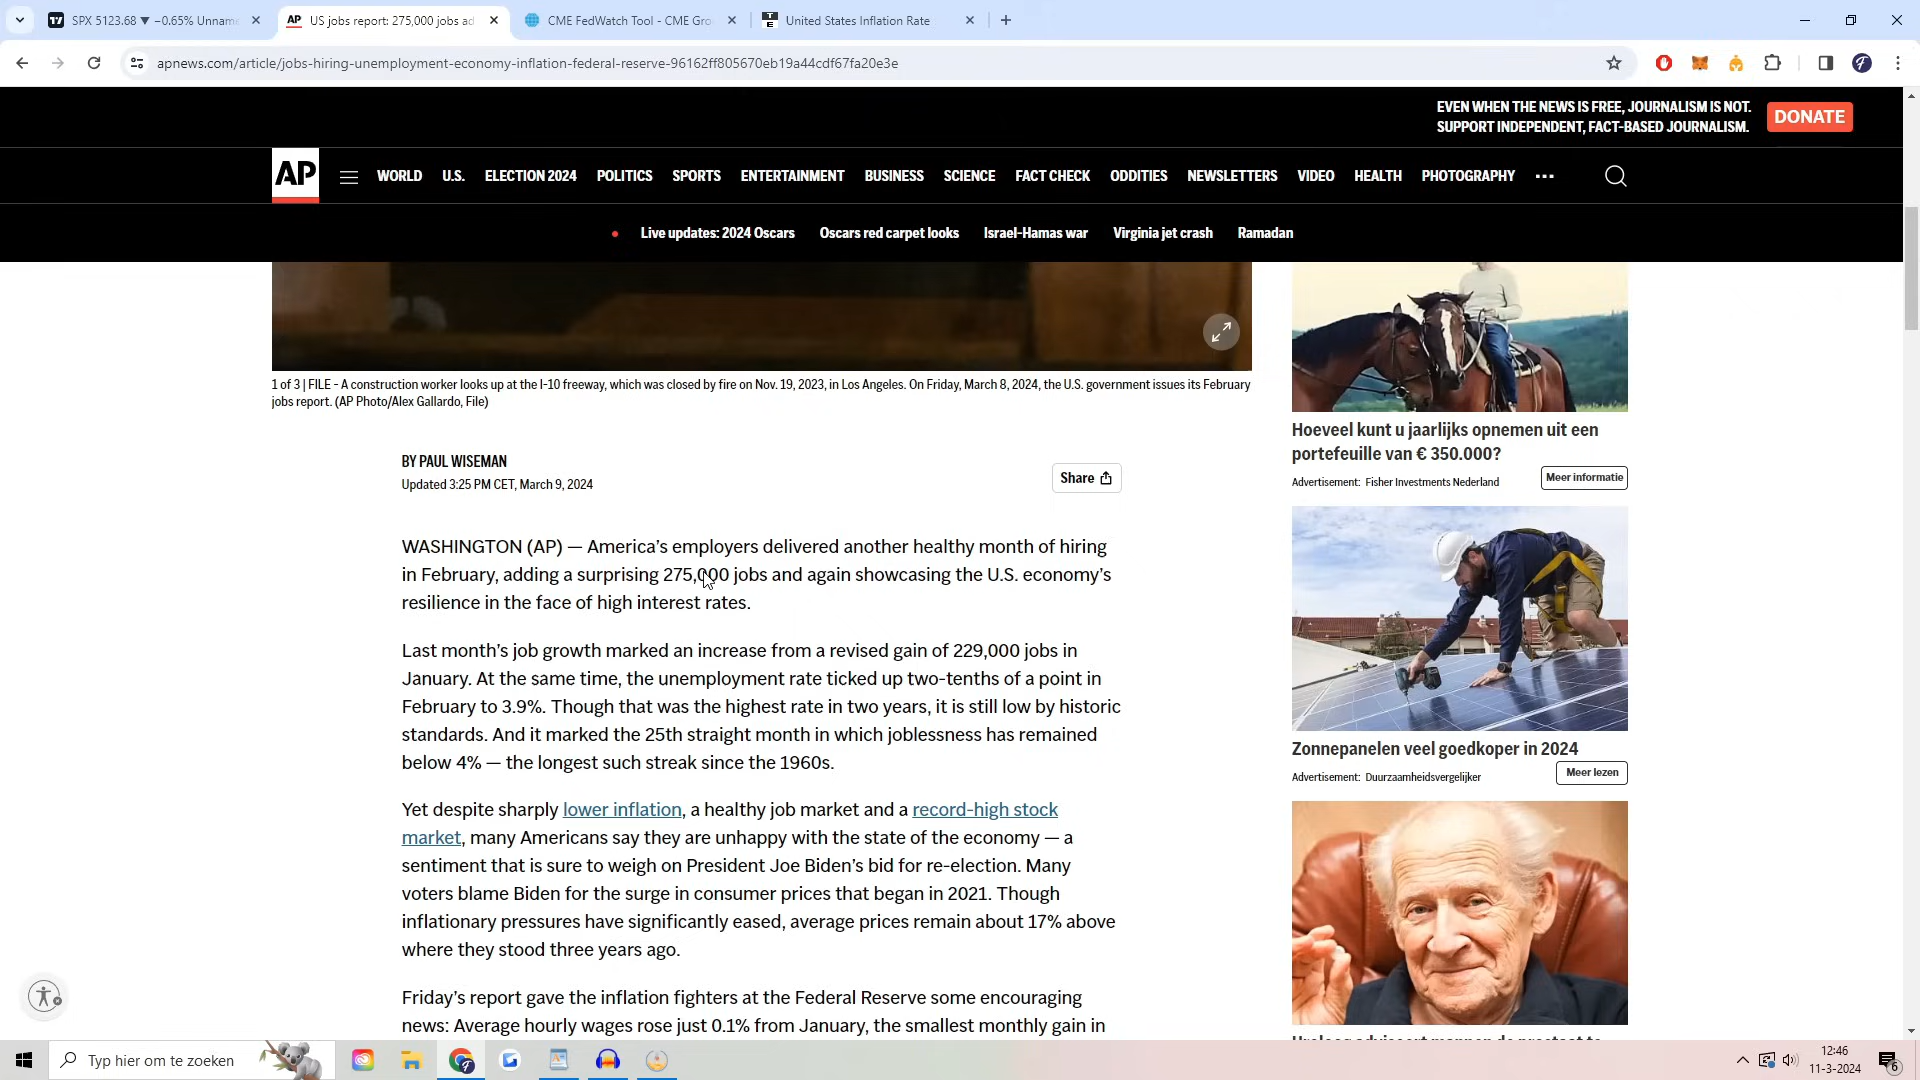 SPX 5123.68 ▼ −0.65% Unnam
US jobs report: 275,000 jobs ad
CME FedWatch Tool - CME Gro
United States Inflation Rate
apnews.com/article/jobs-hiring-unemployment-economy-inflation-federal-reserve-96162ff805670eb19a44cdf67fa20e3e
EVEN WHEN THE NEWS IS FREE, JOURNALISM IS NOT.
SUPPORT INDEPENDENT, FACT-BASED JOURNALISM.
DONATE
AP
WORLD U.S. ELECTION 2024 POLITICS SPORTS ENTERTAINMENT BUSINESS SCIENCE FACT CHECK ODDITIES NEWSLETTERS VIDEO HEALTH PHOTOGRAPHY
Live updates: 2024 Oscars Oscars red carpet looks Israel-Hamas war Virginia jet crash Ramadan
1 of 3 | FILE - A construction worker looks up at the I-10 freeway, which was closed by fire on Nov. 19, 2023, in Los Angeles. On Friday, March 8, 2024, the U.S. government issues its February
jobs report. (AP Photo/Alex Gallardo, File)
BY PAUL WISEMAN
Updated 3:25 PM CET, March 9, 2024
Share
WASHINGTON (AP) — America’s employers delivered another healthy month of hiring
in February, adding a surprising 275,000 jobs and again showcasing the U.S. economy’s
resilience in the face of high interest rates.
Last month’s job growth marked an increase from a revised gain of 229,000 jobs in
January. At the same time, the unemployment rate ticked up two-tenths of a point in
February to 3.9%. Though that was the highest rate in two years, it is still low by historic
standards. And it marked the 25th straight month in which joblessness has remained
below 4% — the longest such streak since the 1960s.
Yet despite sharply lower inflation, a healthy job market and a record-high stock
market, many Americans say they are unhappy with the state of the economy — a
sentiment that is sure to weigh on President Joe Biden’s bid for re-election. Many
voters blame Biden for the surge in consumer prices that began in 2021. Though
inflationary pressures have significantly eased, average prices remain about 17% above
where they stood three years ago.
Friday’s report gave the inflation fighters at the Federal Reserve some encouraging
news: Average hourly wages rose just 0.1% from January, the smallest monthly gain in
Hoeveel kunt u jaarlijks opnemen uit een
portefeuille van € 350.000?
Advertisement: Fisher Investments Nederland
Meer informatie
Zonnepanelen veel goedkoper in 2024
Advertisement: Duurzaamheidsvergelijker
Meer lezen
Typ hier om te zoeken
12:46
11-3-2024
6